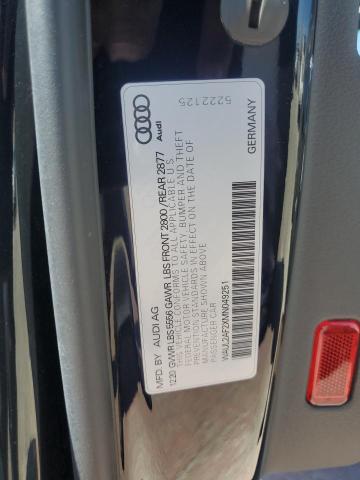 5222125
Audi
GERMANY
MFD. BY AUDI AG
12.20 GVWR LBS 5556 GAWR LBS FRONT 2800 / REAR 2877
THIS VEHICLE CONFORMS TO ALL APPLICABLE U.S.
FEDERAL MOTOR VEHICLE SAFETY, BUMPER AND THEFT
PREVENTION STANDARDS IN EFFECT ON THE DATE OF
MANUFACTURE SHOWN ABOVE
PASSENGER CAR
WAUL2AF2XMN049251